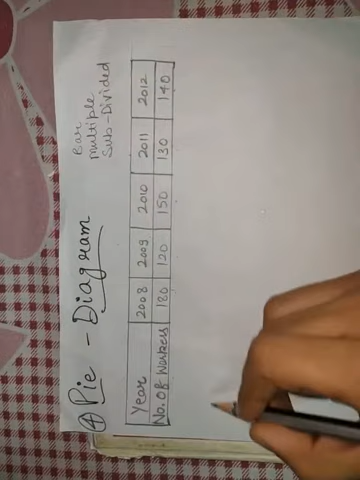 ④ Pie - Diagram
Bar
Multiple
Sub-Divided
Year 2008 2009 2010 2011 2012
No. Of Workers 180 120 150 130 140